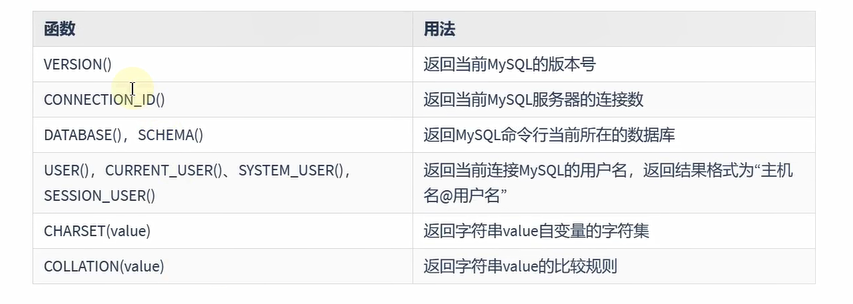 函数 用法
VERSION() 返回当前MySQL的版本号
CONNECTION_ID() 返回当前MySQL服务器的连接数
DATABASE()，SCHEMA() 返回MySQL命令行当前所在的数据库
USER()，CURRENT_USER()、SYSTEM_USER()，
SESSION_USER()
返回当前连接MySQL的用户名，返回结果格式为“主机
名@用户名”
CHARSET(value) 返回字符串value自变量的字符集
COLLATION(value) 返回字符串value的比较规则